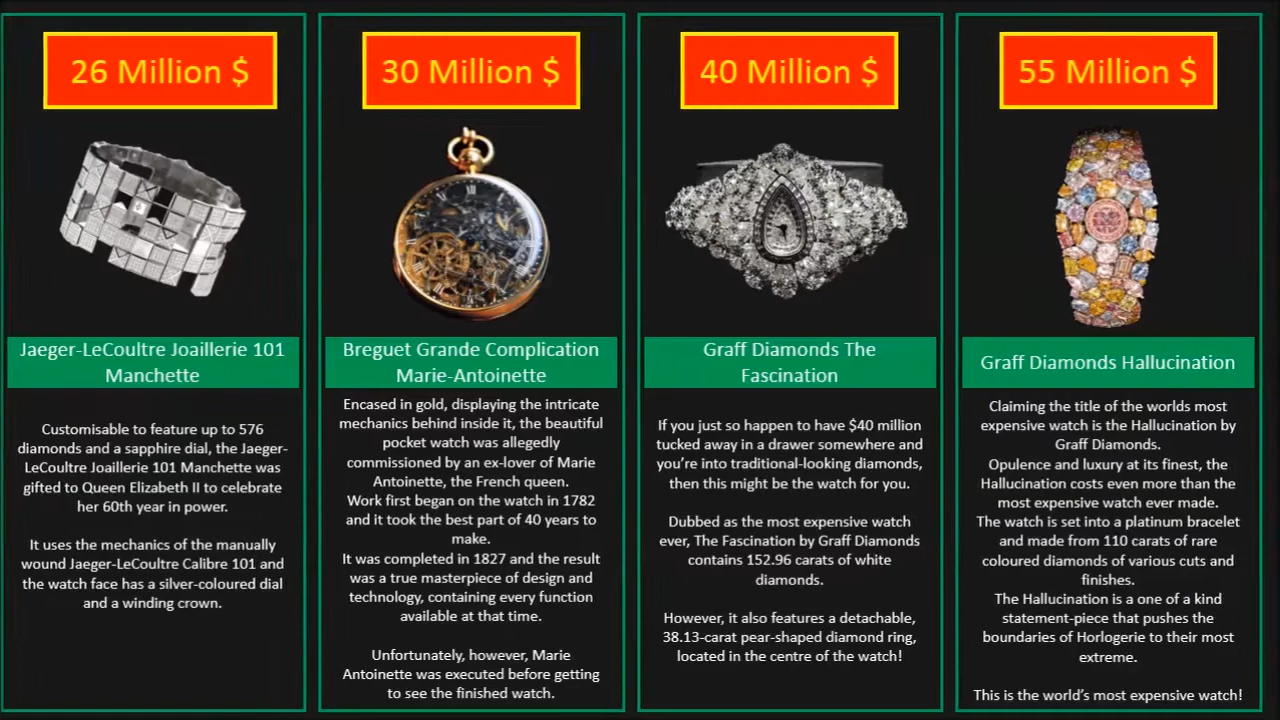 26 Million $
Jaeger-LeCoultre Joaillerie 101
Manchette
Customisable to feature up to 576
diamonds and a sapphire dial, the Jaeger-
LeCoultre Joaillerie 101 Manchette was
gifted to Queen Elizabeth II to celebrate
her 60th year in power.
It uses the mechanics of the manually
wound Jaeger-LeCoultre Calibre 101 and
the watch face has a silver-coloured dial
and a winding crown.
30 Million $
Breguet Grande Complication
Marie-Antoinette
Encased in gold, displaying the intricate
mechanics behind inside it, the beautiful
pocket watch was allegedly
commissioned by an ex-lover of Marie
Antoinette, the French queen.
Work first began on the watch in 1782
and it took the best part of 40 years to
make.
It was completed in 1827 and the result
was a true masterpiece of design and
technology, containing every function
available at that time.
Unfortunately, however, Marie
Antoinette was executed before getting
to see the finished watch.
40 Million $
Graff Diamonds The
Fascination
If you just so happen to have $40 million
tucked away in a drawer somewhere and
you're into traditional-looking diamonds,
then this might be the watch for you.
Dubbed as the most expensive watch
ever, The Fascination by Graff Diamonds
contains 152.96 carats of white
diamonds.
However, it also features a detachable,
38.13-carat pear-shaped diamond ring,
located in the centre of the watch!
55 Million $
Graff Diamonds Hallucination
Claiming the title of the worlds most
expensive watch is the Hallucination by
Graff Diamonds.
Opulence and luxury at its finest, the
Hallucination costs even more than the
most expensive watch ever made.
The watch is set into a platinum bracelet
and made from 110 carats of rare
coloured diamonds of various cuts and
finishes.
The Hallucination is a one of a kind
statement-piece that pushes the
boundaries of Horlogerie to their most
extreme.
This is the world's most expensive watch!